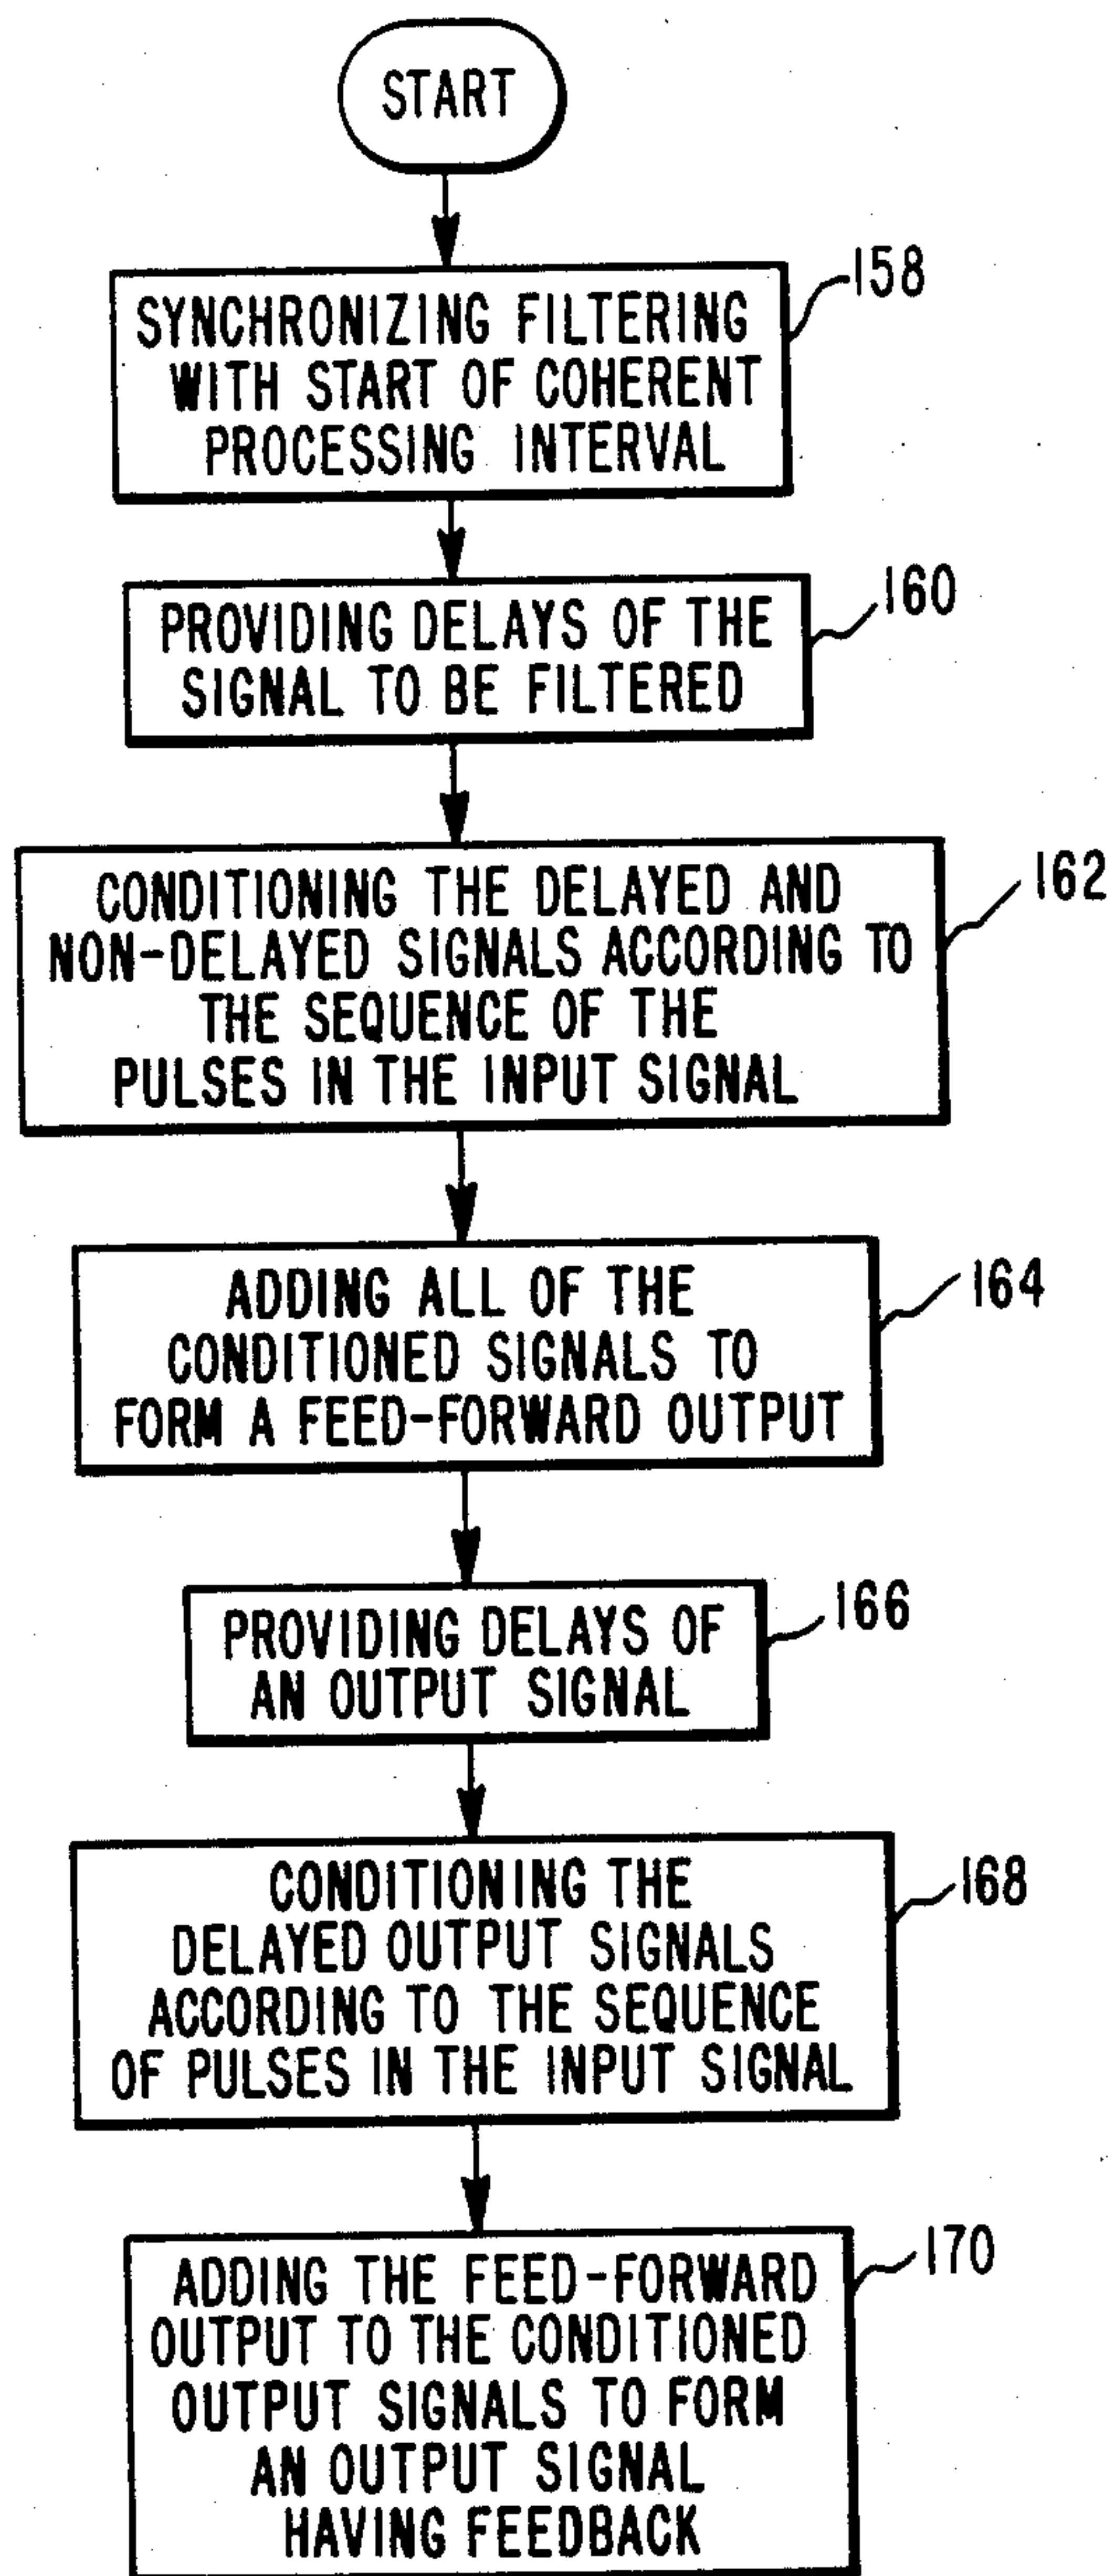 START
158
SYNCHRONIZING FILTERING
WITH START OF COHERENT
PROCESSING INTERVAL
160
PROVIDING DELAYS OF THE
SIGNAL TO BE FILTERED
162
CONDITIONING THE DELAYED AND
NON-DELAYED SIGNALS ACCORDING TO
THE SEQUENCE OF THE
PULSES IN THE INPUT SIGNAL
164
ADDING ALL OF THE
CONDITIONED SIGNALS TO
FORM A FEED-FORWARD OUTPUT
166
PROVIDING DELAYS OF
AN OUTPUT SIGNAL
168
CONDITIONING THE
DELAYED OUTPUT SIGNALS
ACCORDING TO THE SEQUENCE
OF PULSES IN THE INPUT SIGNAL
170
ADDING THE FEED-FORWARD
OUTPUT TO THE CONDITIONED
OUTPUT SIGNALS TO FORM
AN OUTPUT SIGNAL
HAVING FEEDBACK